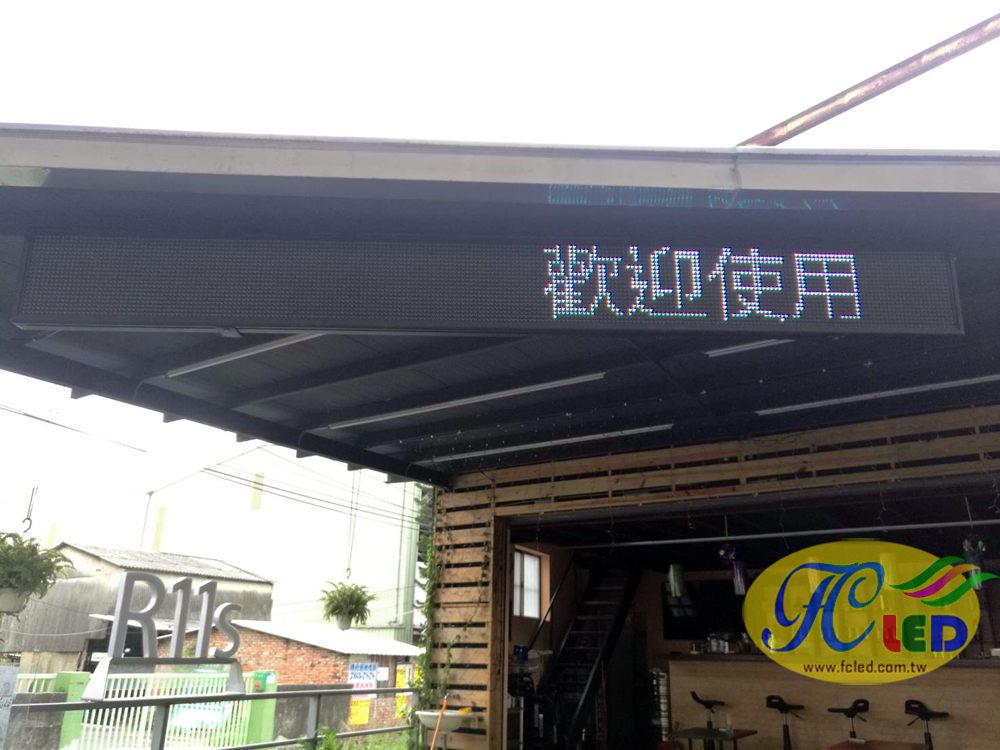 歡迎使用
R11s
FC LED
www.fcled.com.tw